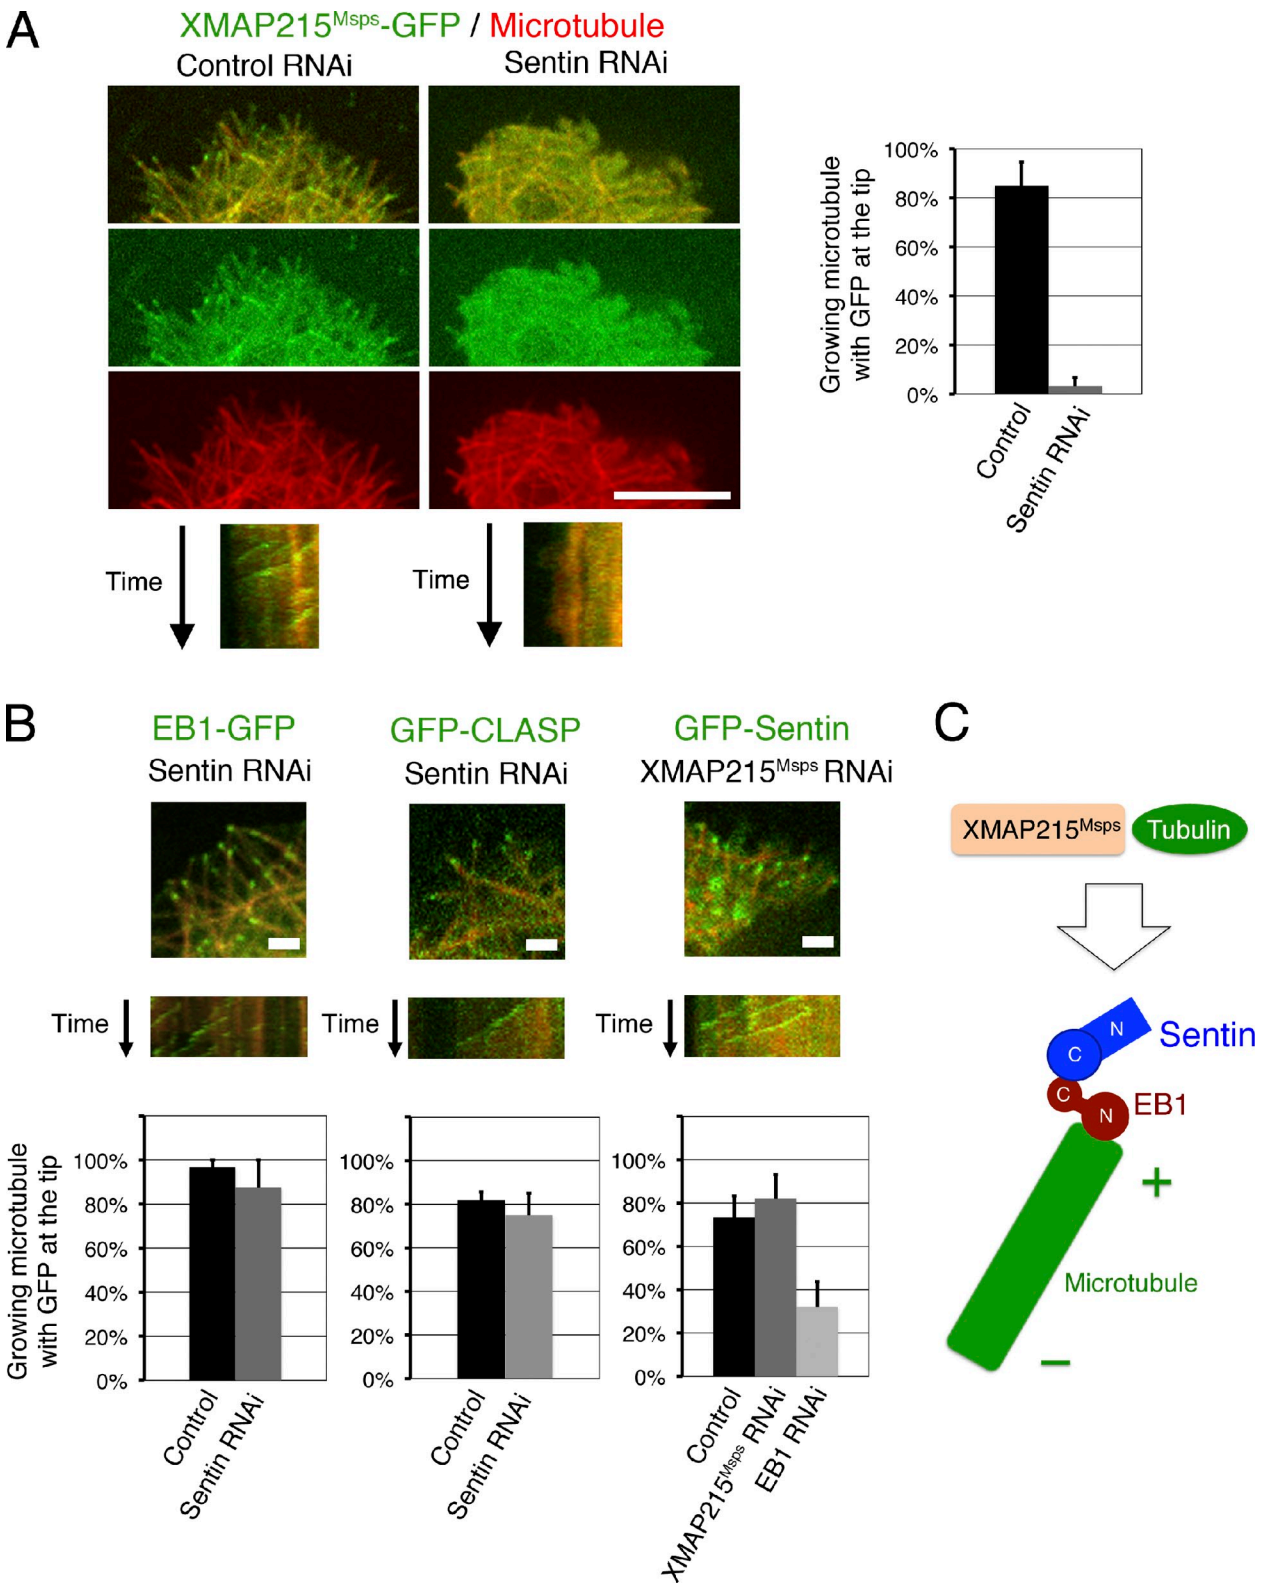 A
XMAP215Msps-GFP / Microtubule
Control RNAi
Sentin RNAi
Time
Time
Growing microtubule
with GFP at the tip
100%
80%
60%
40%
20%
0%
Control
Sentin RNAi
B
EB1-GFP
Sentin RNAi
GFP-CLASP
Sentin RNAi
GFP-Sentin
XMAP215Msps RNAi
Time
Time
Time
Growing microtubule
with GFP at the tip
100%
80%
60%
40%
20%
0%
Control
Sentin RNAi
100%
80%
60%
40%
20%
0%
Control
Sentin RNAi
100%
80%
60%
40%
20%
0%
Control
XMAP215Msps RNAi
EB1 RNAi
C
XMAP215Msps
Tubulin
N
C
Sentin
C
N
EB1
+
Microtubule
−